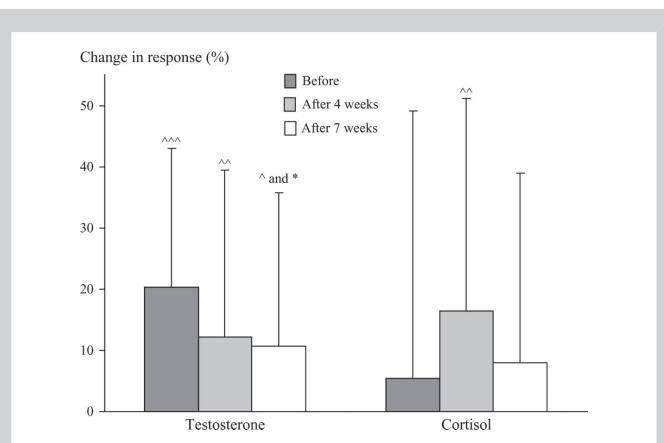 Change in response (%)
Before
After 4 weeks
After 7 weeks
50
40
30
20
10
0
^^^
^^
^ and *
^^
Testosterone
Cortisol